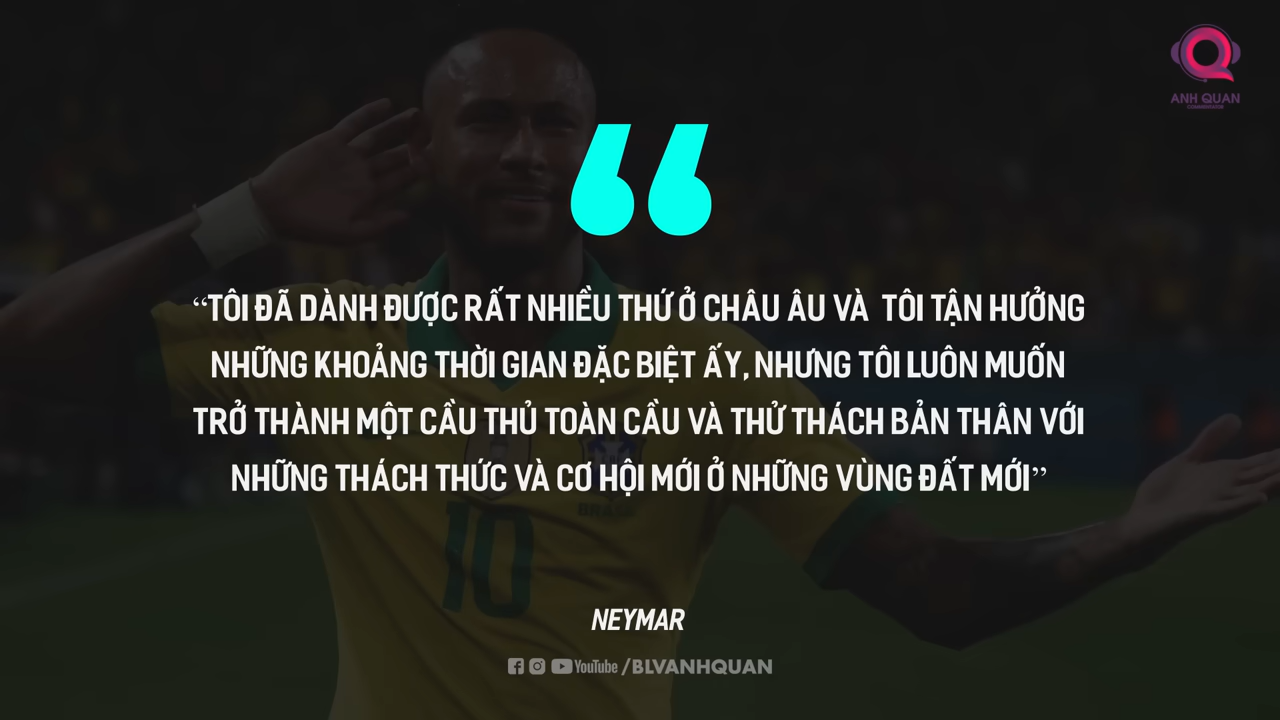 ANH QUAN
“TÔI ĐÃ DÀNH ĐƯỢC RẤT NHIỀU THỨ Ở CHÂU ÂU VÀ TÔI TẬN HƯỞNG
NHỮNG KHOẢNG THỜI GIAN ĐẶC BIỆT ẤY, NHƯNG TÔI LUÔN MUỐN
TRỞ THÀNH MỘT CẦU THỦ TOÀN CẦU VÀ THỬ THÁCH BẢN THÂN VỚI
NHỮNG THÁCH THỨC VÀ CƠ HỘI MỚI Ở NHỮNG VÙNG ĐẤT MỚI”
10
BRASIL
NEYMAR
YouTube /BLVANHQUAN